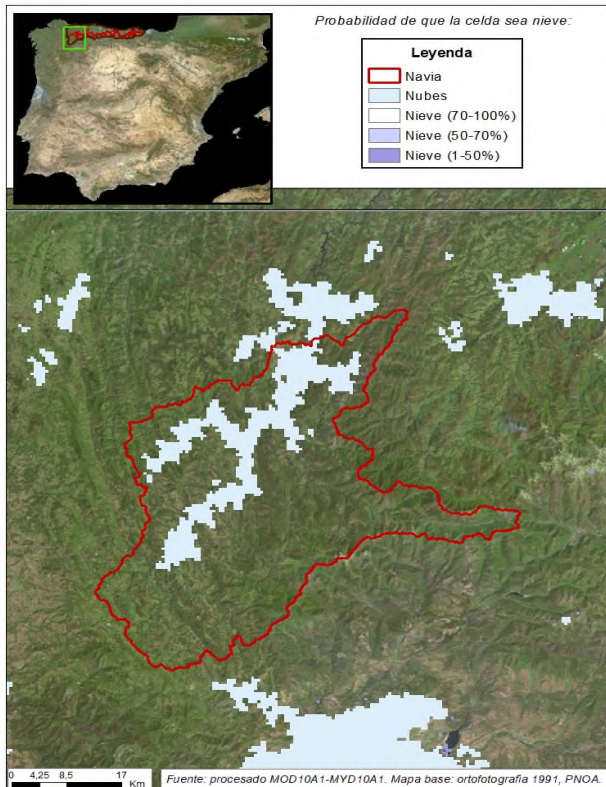 Probabilidad de que la celda sea nieve:
Leyenda
Navia
Nubes
Nieve (70-100%)
Nieve (50-70%)
Nieve (1-50%)
0 4,25 8,5 17
Km
Fuente: procesado MOD10A1-MYD10A1. Mapa base: ortofotografia 1991, PNOA.